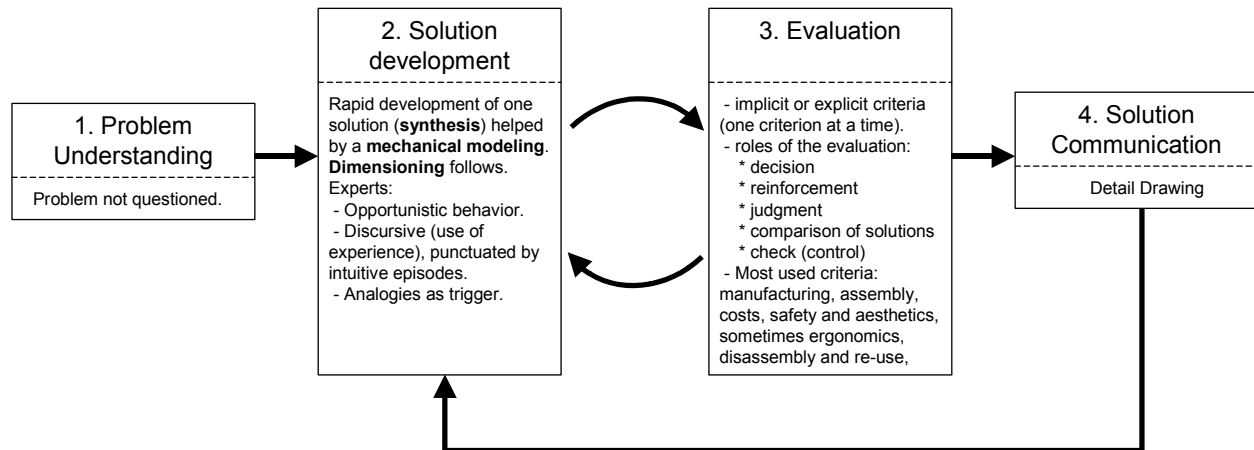 1. Problem
Understanding
Problem not questioned.
2. Solution
development
Rapid development of one
solution (synthesis) helped
by a mechanical modeling.
Dimensioning follows.
Experts:
- Opportunistic behavior.
- Discursive (use of
experience), punctuated by
intuitive episodes.
- Analogies as trigger.
3. Evaluation
- implicit or explicit criteria
(one criterion at a time).
- roles of the evaluation:
* decision
* reinforcement
* judgment
* comparison of solutions
* check (control)
- Most used criteria:
manufacturing, assembly,
costs, safety and aesthetics,
sometimes ergonomics,
disassembly and re-use,
4. Solution
Communication
Detail Drawing